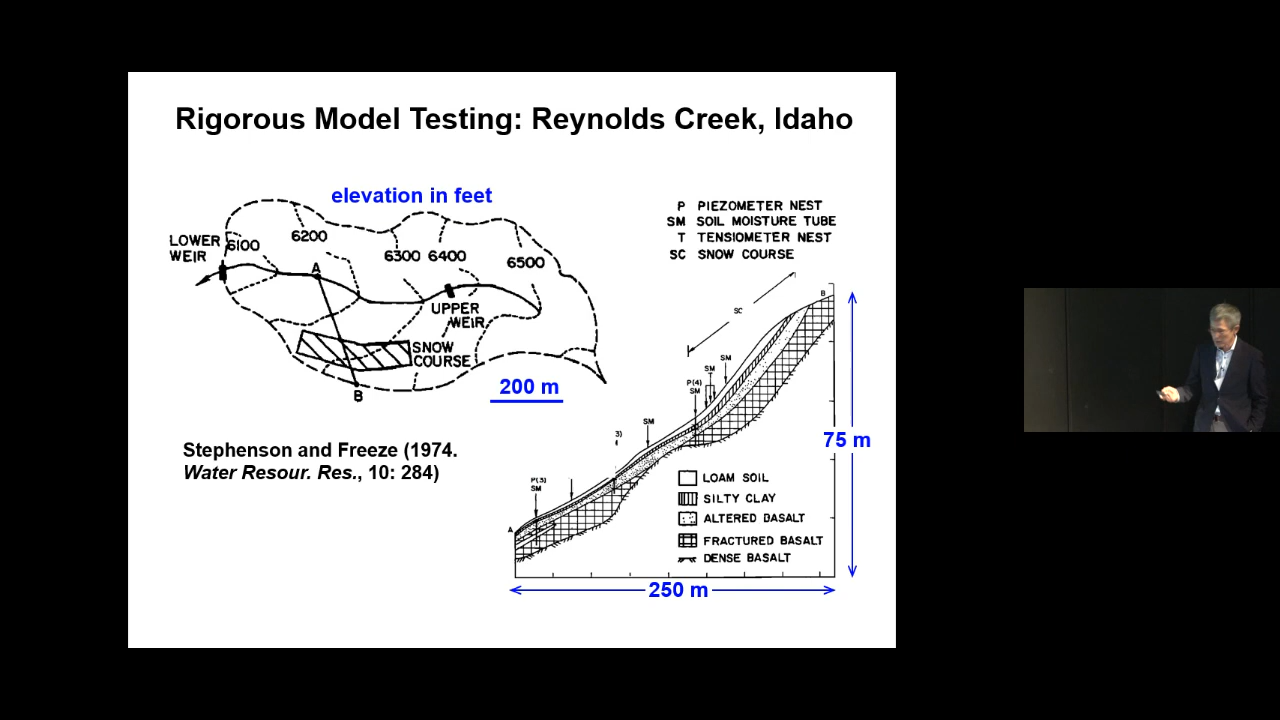 Rigorous Model Testing: Reynolds Creek, Idaho
elevation in feet
LOWER
WEIR
6100
6200
6300
6400
6500
A
UPPER
WEIR
SNOW
COURSE
B
200 m
Stephenson and Freeze (1974.
Water Resour. Res., 10: 284)
P PIEZOMETER NEST
SM SOIL MOISTURE TUBE
T TENSIOMETER NEST
SC SNOW COURSE
B
SC
SM
SM
P(4)
SM
SM
3)
P(3)
SM
A
75 m
LOAM SOIL
SILTY CLAY
ALTERED BASALT
FRACTURED BASALT
DENSE BASALT
250 m